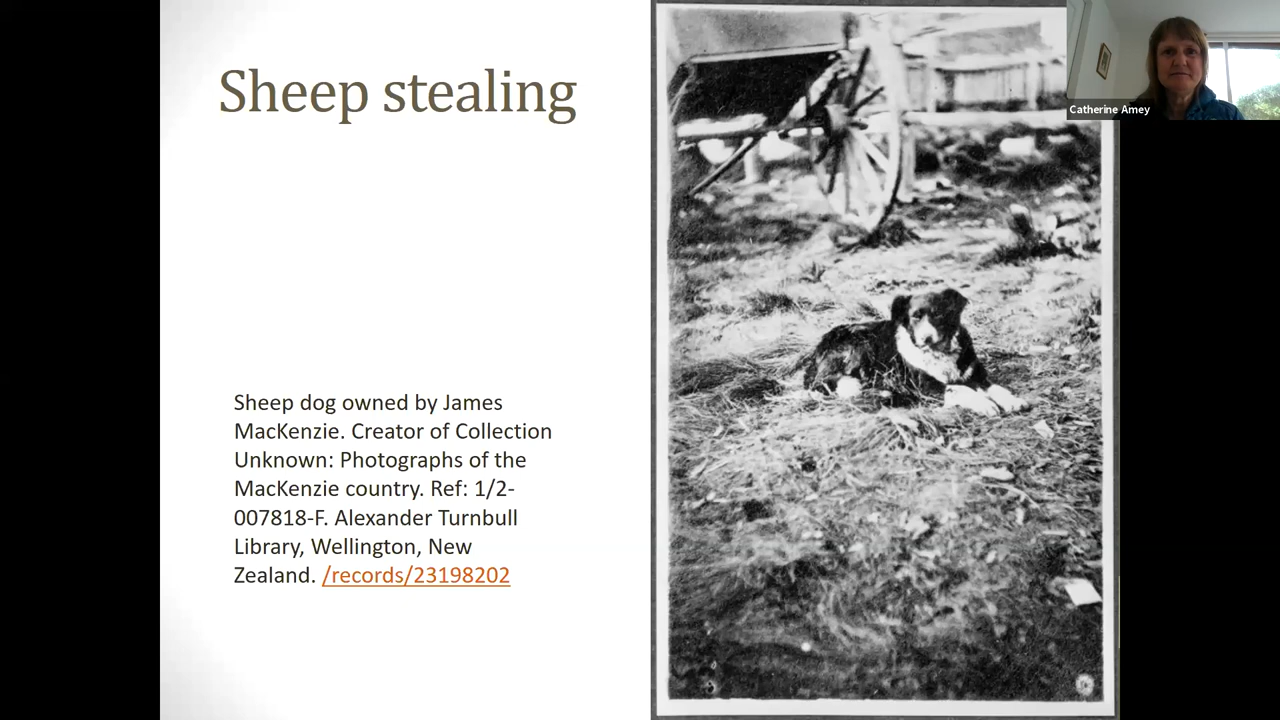 Sheep stealing
Catherine Amey
Sheep dog owned by James
MacKenzie. Creator of Collection
Unknown: Photographs of the
MacKenzie country. Ref: 1/2-
007818-F. Alexander Turnbull
Library, Wellington, New
Zealand. /records/23198202